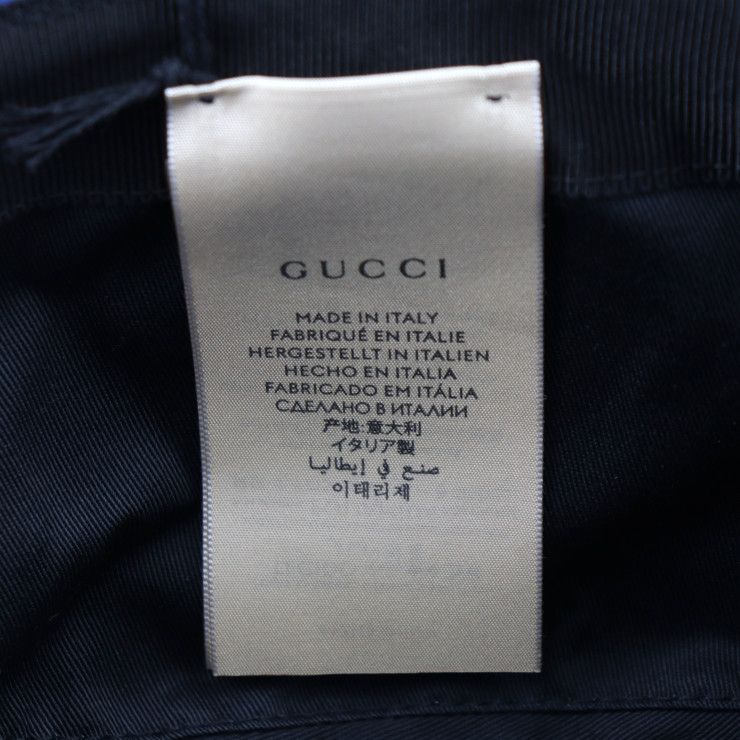 GUCCI
MADE IN ITALY
FABRIQUÉ EN ITALIE
HERGESTELLT IN ITALIEN
HECHO EN ITALIA
FABRICADO EM ITÁLIA
СДЕЛАНО В ИТАЛИИ
产地:意大利
イタリア製
صنع في إيطاليا
이태리제